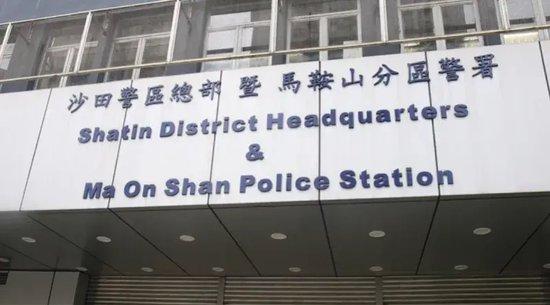 沙田警區總部 暨 馬鞍山分區警署
Shatin District Headquarters
&
Ma On Shan Police Station